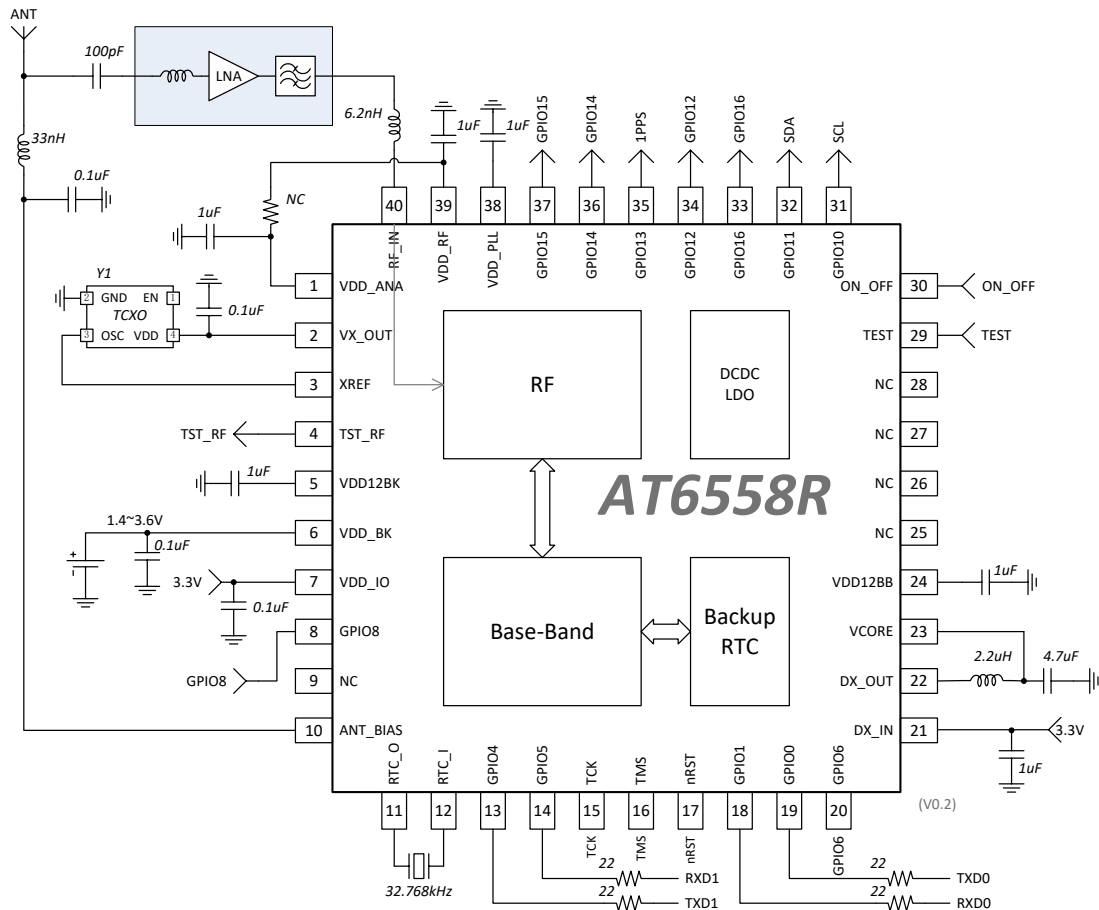 ANT
100pF
LNA
33nH
0.1uF
6.2nH
1uF
1uF
NC
1uF
GPIO15
GPIO14
1PPS
GPIO12
GPIO16
SDA
SCL
40
39
38
37
36
35
34
33
32
31
RF_IN
VDD_RF
VDD_PLL
GPIO15
GPIO14
GPIO13
GPIO12
GPIO16
GPIO11
GPIO10
Y1
2 GND EN 1
TCXO
3 OSC VDD 4
0.1uF
1 VDD_ANA
2 VX_OUT
3 XREF
TST_RF 4 TST_RF
1uF 5 VDD12BK
1.4~3.6V
+
-
0.1uF
6 VDD_BK
3.3V 7 VDD_IO
0.1uF
8 GPIO8
GPIO8 9 NC
10 ANT_BIAS
RF
DCDC
LDO
AT6558R
Base-Band
Backup
RTC
ON_OFF 30 ON_OFF
TEST 29 TEST
NC 28
NC 27
NC 26
NC 25
VDD12BB 24 1uF
VCORE 23
2.2uH 4.7uF
DX_OUT 22
DX_IN 21 3.3V
1uF
(V0.2)
RTC_O
RTC_I
GPIO4
GPIO5
TCK
TMS
nRST
GPIO1
GPIO0
GPIO6
11
12
13
14
15
16
17
18
19
20
TCK
TMS
nRST
GPIO6
32.768kHz
22 RXD1
22 TXD1
22 TXD0
22 RXD0